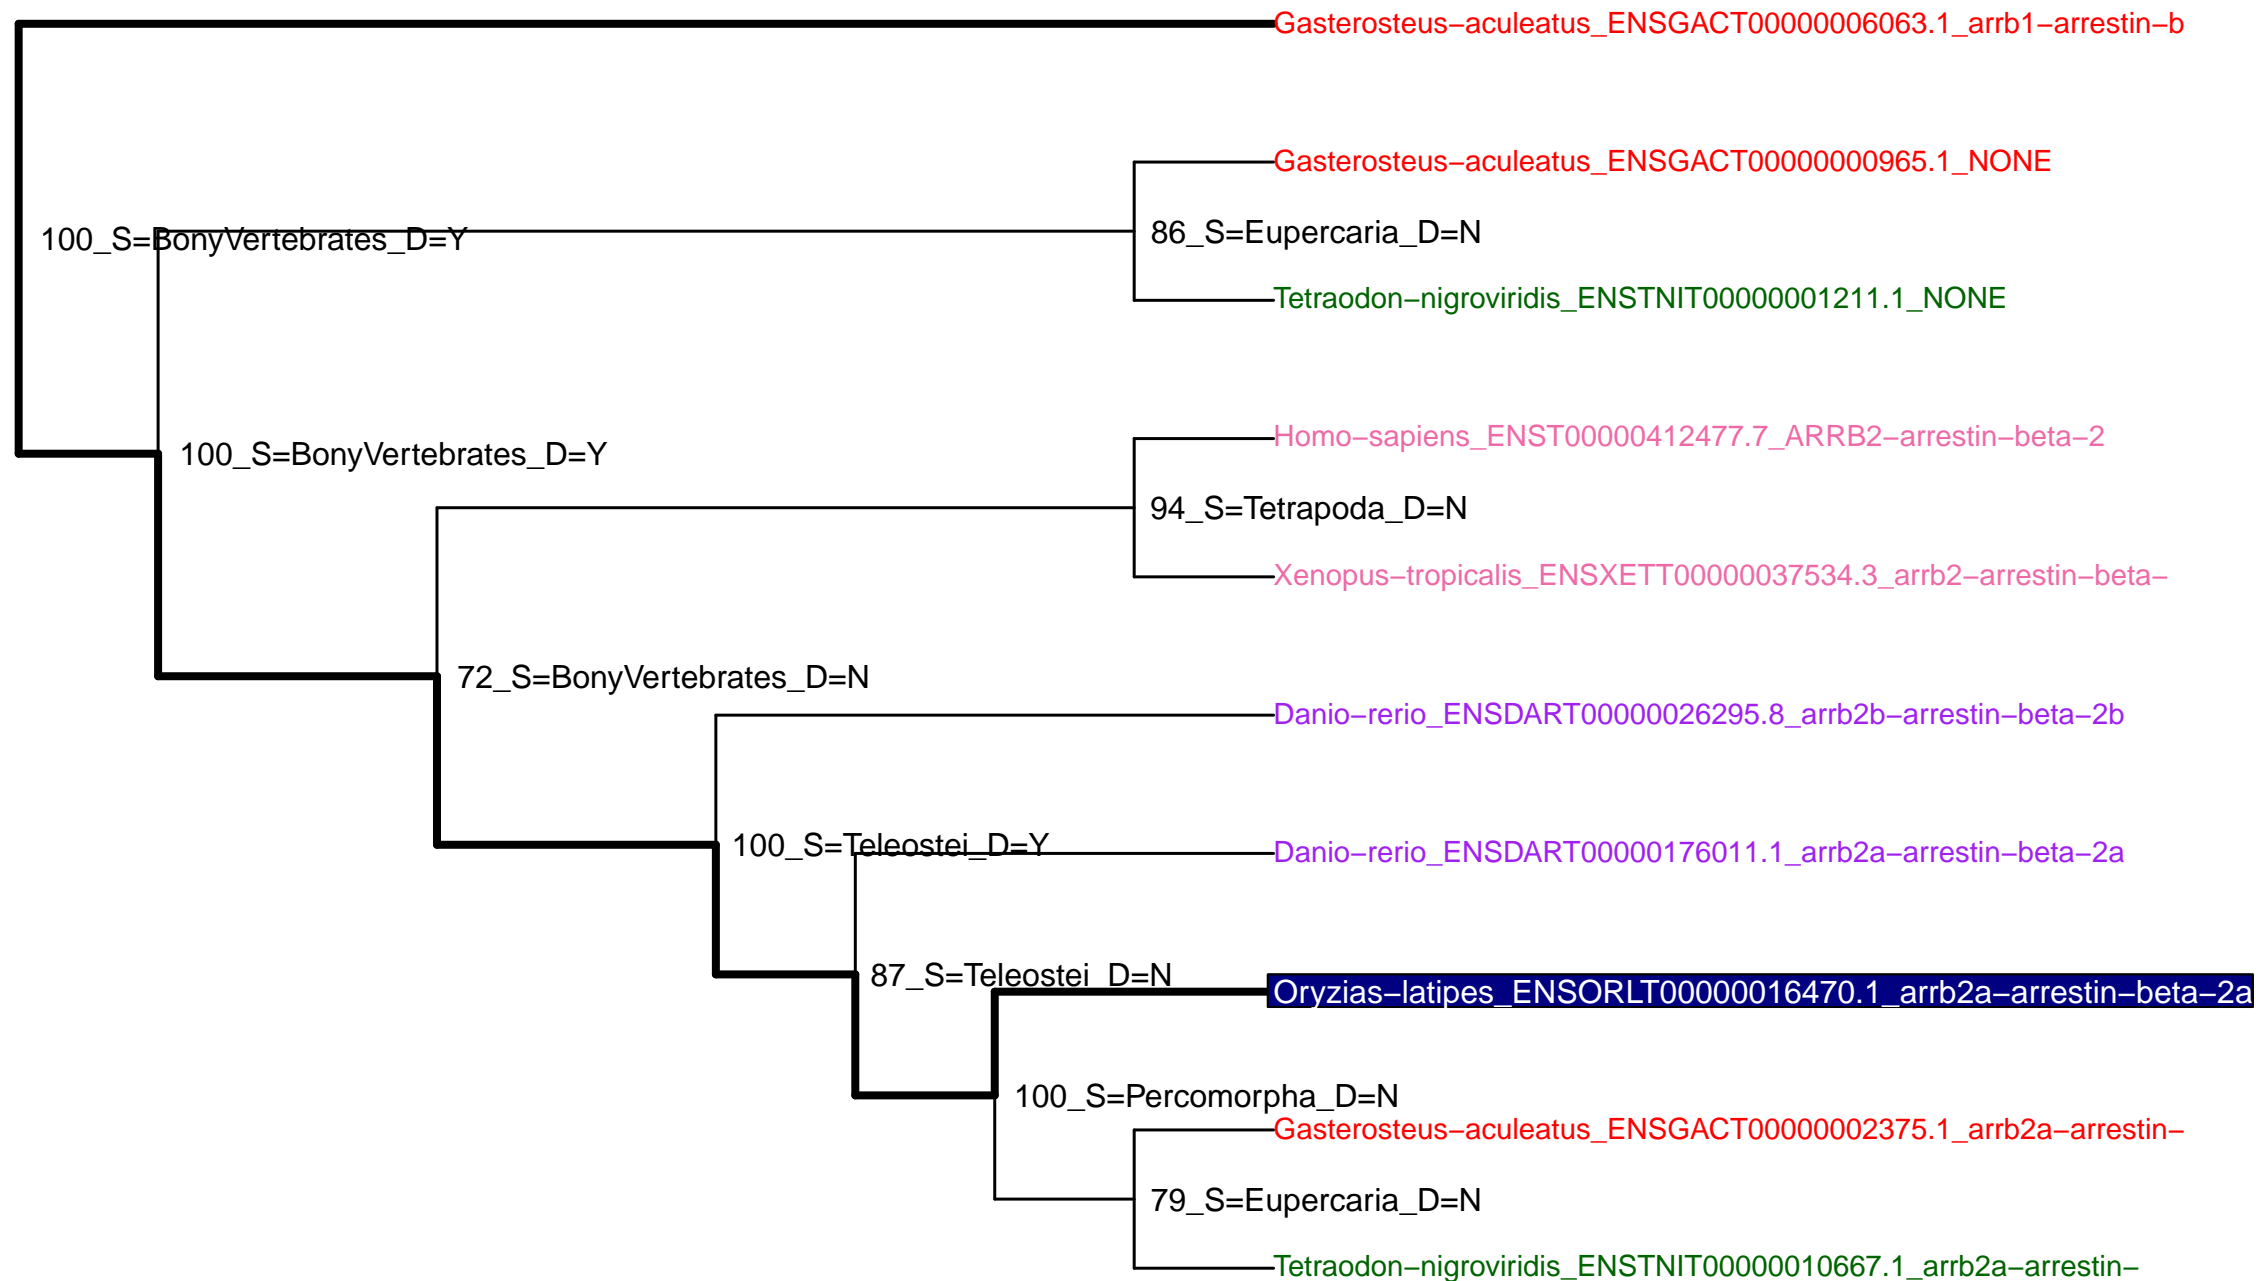 Gasterosteus−aculeatus_ENSGACT00000006063.1_arrb1−arrestin−b
Gasterosteus−aculeatus_ENSGACT00000000965.1_NONE
100_S=BonyVertebrates_D=Y
86_S=Eupercaria_D=N
Tetraodon−nigroviridis_ENSTNIT00000001211.1_NONE
Homo−sapiens_ENST00000412477.7_ARRB2−arrestin−beta−2
100_S=BonyVertebrates_D=Y
94_S=Tetrapoda_D=N
Xenopus−tropicalis_ENSXETT00000037534.3_arrb2−arrestin−beta−
72_S=BonyVertebrates_D=N
Danio−rerio_ENSDART00000026295.8_arrb2b−arrestin−beta−2b
100_S=Teleostei_D=Y
Danio−rerio_ENSDART00000176011.1_arrb2a−arrestin−beta−2a
87_S=Teleostei_D=N
Oryzias−latipes_ENSORLT00000016470.1_arrb2a−arrestin−beta−2a
100_S=Percomorpha_D=N
Gasterosteus−aculeatus_ENSGACT00000002375.1_arrb2a−arrestin−
79_S=Eupercaria_D=N
Tetraodon−nigroviridis_ENSTNIT00000010667.1_arrb2a−arrestin−